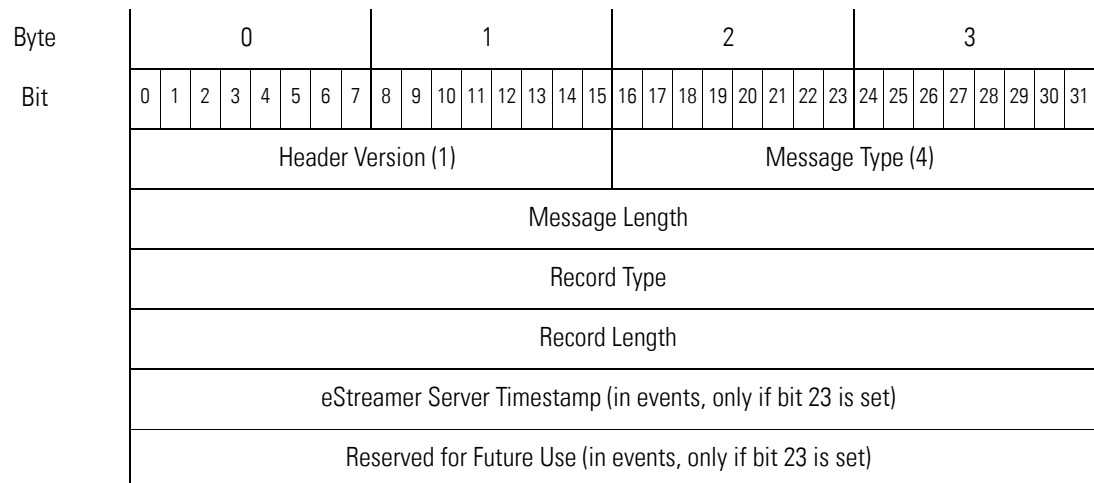 Byte 0 1 2 3
Bit 0 1 2 3 4 5 6 7 8 9 10 11 12 13 14 15 16 17 18 19 20 21 22 23 24 25 26 27 28 29 30 31
Header Version (1) Message Type (4)
Message Length
Record Type
Record Length
eStreamer Server Timestamp (in events, only if bit 23 is set)
Reserved for Future Use (in events, only if bit 23 is set)